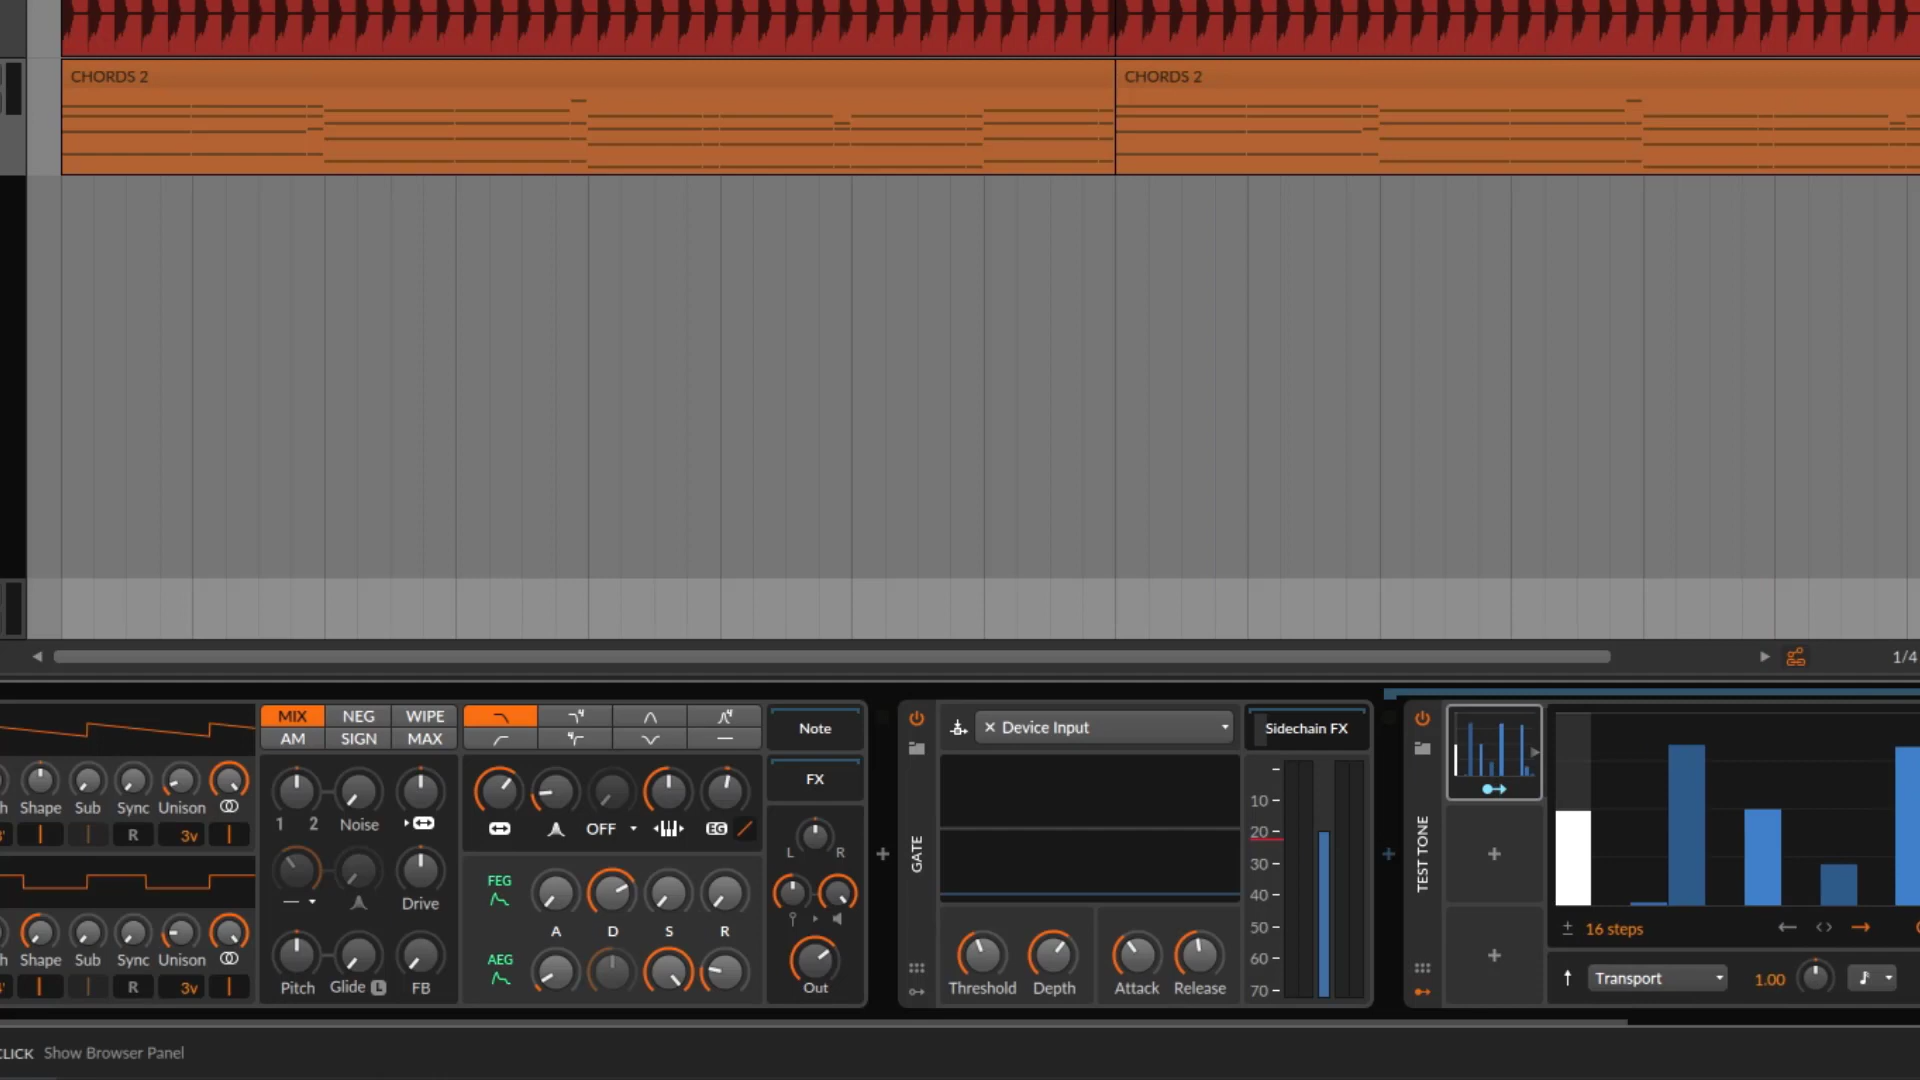 CHORDS 2
CHORDS 2
1/4
MIX NEG WIPE
AM SIGN MAX
Note
Device Input
Sidechain FX
FX
Shape Sub Sync Unison
R 3v
1 2 Noise
OFF EG
L R
10
20
30
40
50
60
70
GATE
TEST TONE
FEG
Drive
A D S R
16 steps
Shape Sub Sync Unison
R 3v
AEG
Pitch Glide L FB
Out
Threshold Depth Attack Release
Transport 1.00
CLICK Show Browser Panel